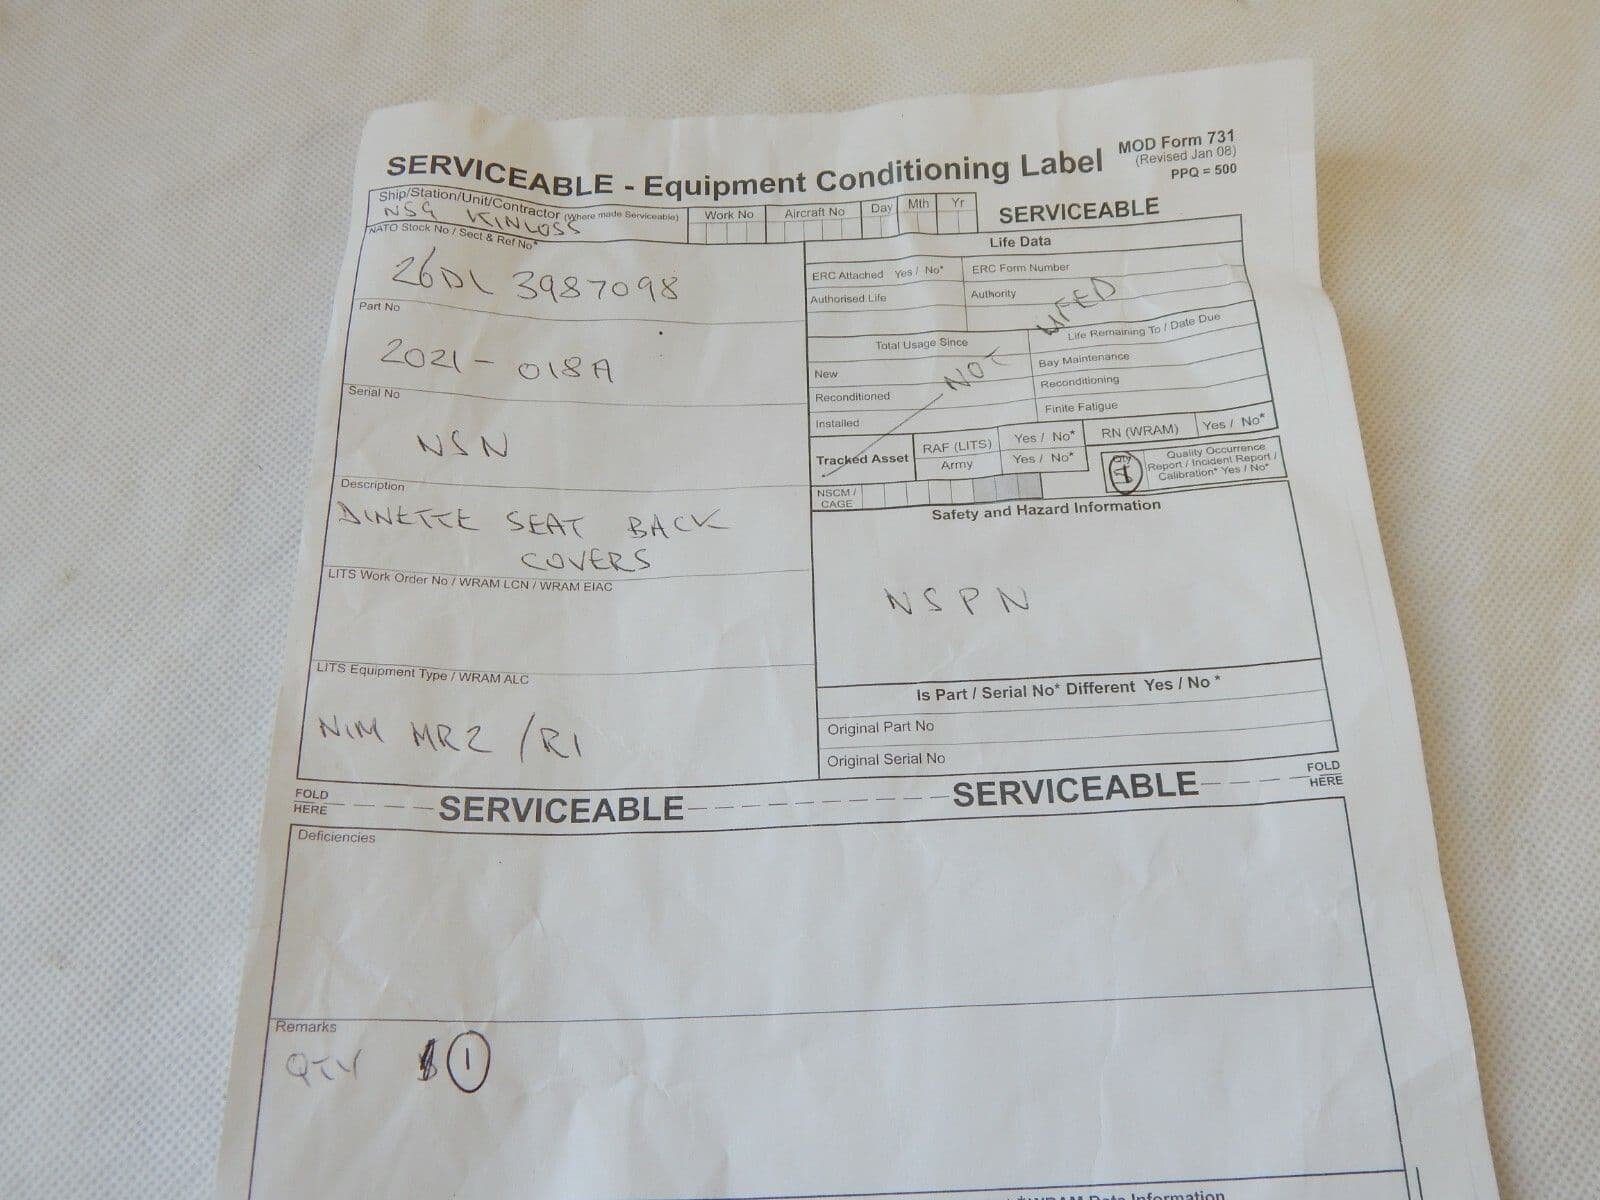 SERVICEABLE - Equipment Conditioning Label
MOD Form 731
(Revised Jan 08)
PPQ = 500
Ship/Station/Unit/Contractor (Where made Serviceable)
NSG KINLOSS
Work No
Aircraft No
Day
Mth
Yr
SERVICEABLE
NATO Stock No / Sect & Ref No*
26DL 3987098
Part No
2021-018A
Serial No
NSN
Description
DINETTE SEAT BACK
COVERS
LITS Work Order No / WRAM LCN / WRAM EIAC
LITS Equipment Type / WRAM ALC
NIM MR2 /R1
Life Data
ERC Attached Yes / No*
ERC Form Number
Authorised Life
Authority
NOT LIFED
Total Usage Since
Life Remaining To / Date Due
New
Bay Maintenance
Reconditioned
Reconditioning
Installed
Finite Fatigue
Tracked Asset
RAF (LITS)
Yes / No*
RN (WRAM)
Yes / No*
Army
Yes / No*
Qty
1
Quality Occurrence
Report / Incident Report /
Calibration* Yes / No*
NSCM /
CAGE
Safety and Hazard Information
NSPN
Is Part / Serial No* Different Yes / No *
Original Part No
Original Serial No
FOLD
HERE
SERVICEABLE
SERVICEABLE
FOLD
HERE
Deficiencies
Remarks
QTY 1
*WRAM Data Information